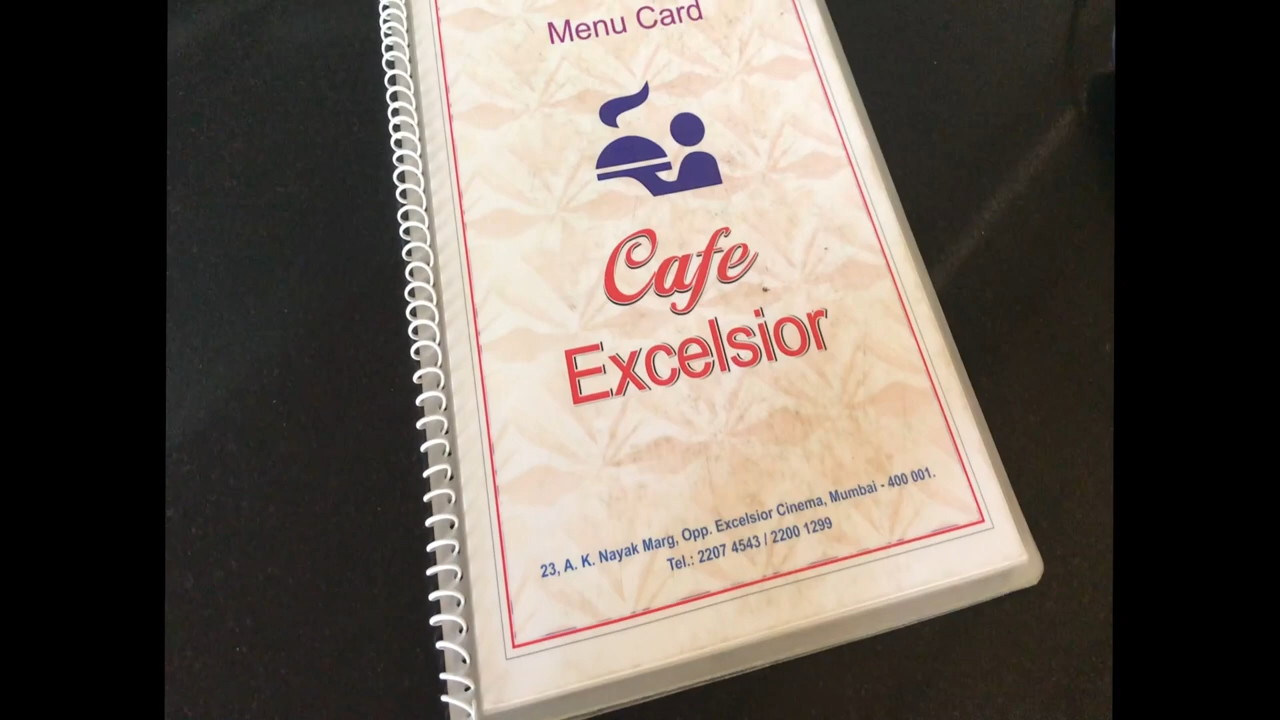 Menu Card
Cafe
Excelsior
23, A. K. Nayak Marg, Opp. Excelsior Cinema, Mumbai - 400 001.
Tel.: 2207 4543 / 2200 1299